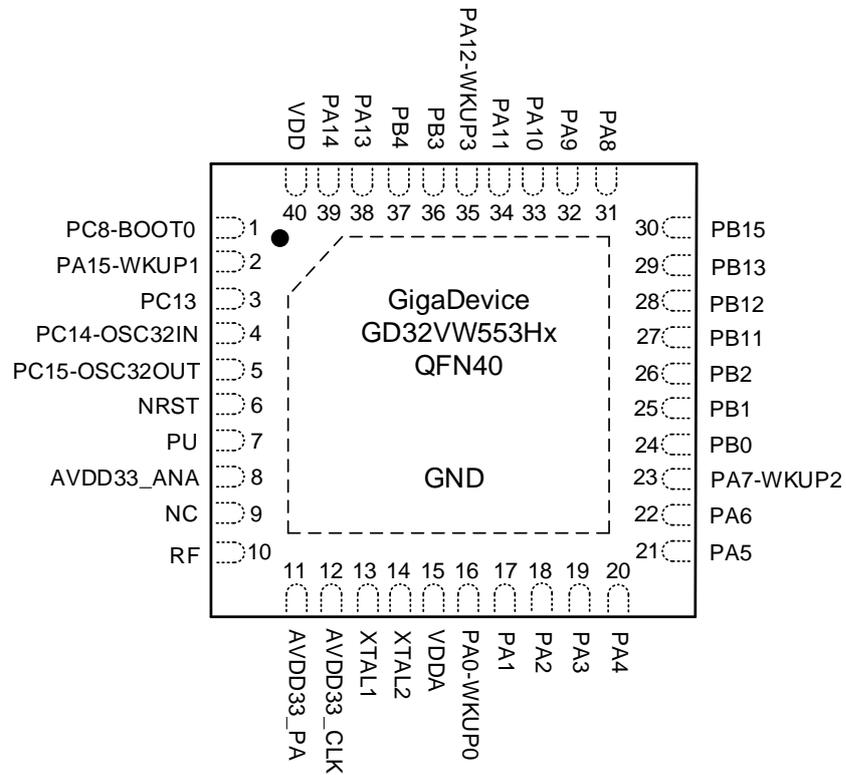 PA12-WKUP3
VDD
PA14
PA13
PB4
PB3
PA11
PA10
PA9
PA8
40
39
38
37
36
35
34
33
32
31
PC8-BOOT0 1
PA15-WKUP1 2
PC13 3
PC14-OSC32IN 4
PC15-OSC32OUT 5
NRST 6
PU 7
AVDD33_ANA 8
NC 9
RF 10
GigaDevice
GD32VW553Hx
QFN40
GND
30 PB15
29 PB13
28 PB12
27 PB11
26 PB2
25 PB1
24 PB0
23 PA7-WKUP2
22 PA6
21 PA5
11
12
13
14
15
16
17
18
19
20
AVDD33_PA
AVDD33_CLK
XTAL1
XTAL2
VDDA
PA0-WKUP0
PA1
PA2
PA3
PA4